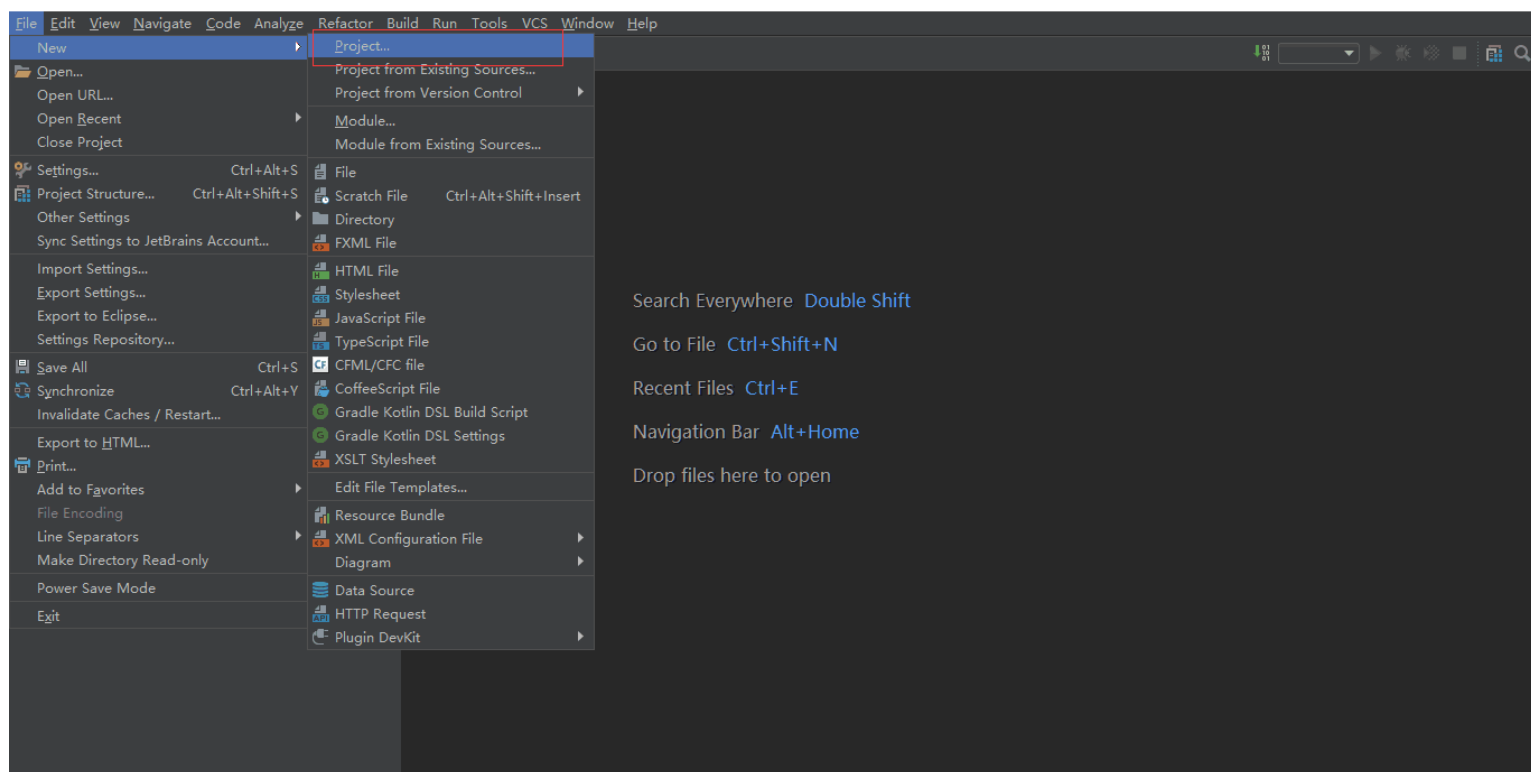 File Edit View Navigate Code Analyze Refactor Build Run Tools VCS Window Help
New
Open...
Open URL...
Open Recent
Close Project
Settings... Ctrl+Alt+S
Project Structure... Ctrl+Alt+Shift+S
Other Settings
Sync Settings to JetBrains Account...
Import Settings...
Export Settings...
Export to Eclipse...
Settings Repository...
Save All Ctrl+S
Synchronize Ctrl+Alt+Y
Invalidate Caches / Restart...
Export to HTML...
Print...
Add to Favorites
File Encoding
Line Separators
Make Directory Read-only
Power Save Mode
Exit
Project...
Project from Existing Sources...
Project from Version Control
Module...
Module from Existing Sources...
File
Scratch File Ctrl+Alt+Shift+Insert
Directory
FXML File
HTML File
Stylesheet
JavaScript File
TypeScript File
CFML/CFC file
CoffeeScript File
Gradle Kotlin DSL Build Script
Gradle Kotlin DSL Settings
XSLT Stylesheet
Edit File Templates...
Resource Bundle
XML Configuration File
Diagram
Data Source
HTTP Request
Plugin DevKit
Search Everywhere Double Shift
Go to File Ctrl+Shift+N
Recent Files Ctrl+E
Navigation Bar Alt+Home
Drop files here to open